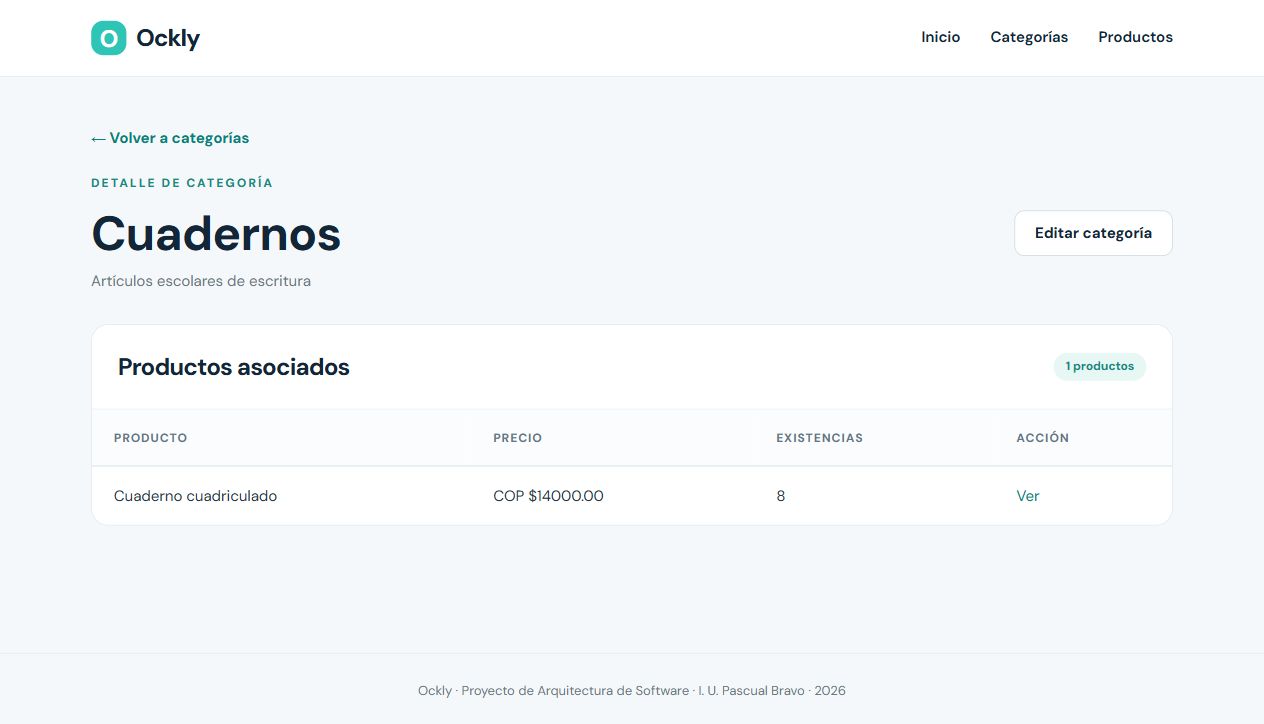 O Ockly
Inicio Categorías Productos
← Volver a categorías
DETALLE DE CATEGORÍA
Cuadernos
Editar categoría
Artículos escolares de escritura
Productos asociados
1 productos
PRODUCTO PRECIO EXISTENCIAS ACCIÓN
Cuaderno cuadriculado COP $14000.00 8 Ver
Ockly · Proyecto de Arquitectura de Software · I. U. Pascual Bravo · 2026